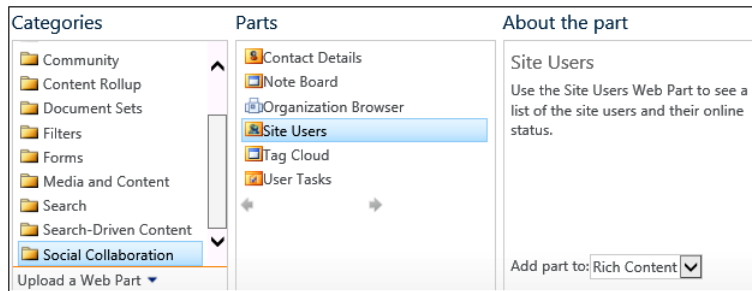 Categories
Community
Content Rollup
Document Sets
Filters
Forms
Media and Content
Search
Search-Driven Content
Social Collaboration
Upload a Web Part
Parts
Contact Details
Note Board
Organization Browser
Site Users
Tag Cloud
User Tasks
About the part
Site Users
Use the Site Users Web Part to see a
list of the site users and their online
status.
Add part to: Rich Content